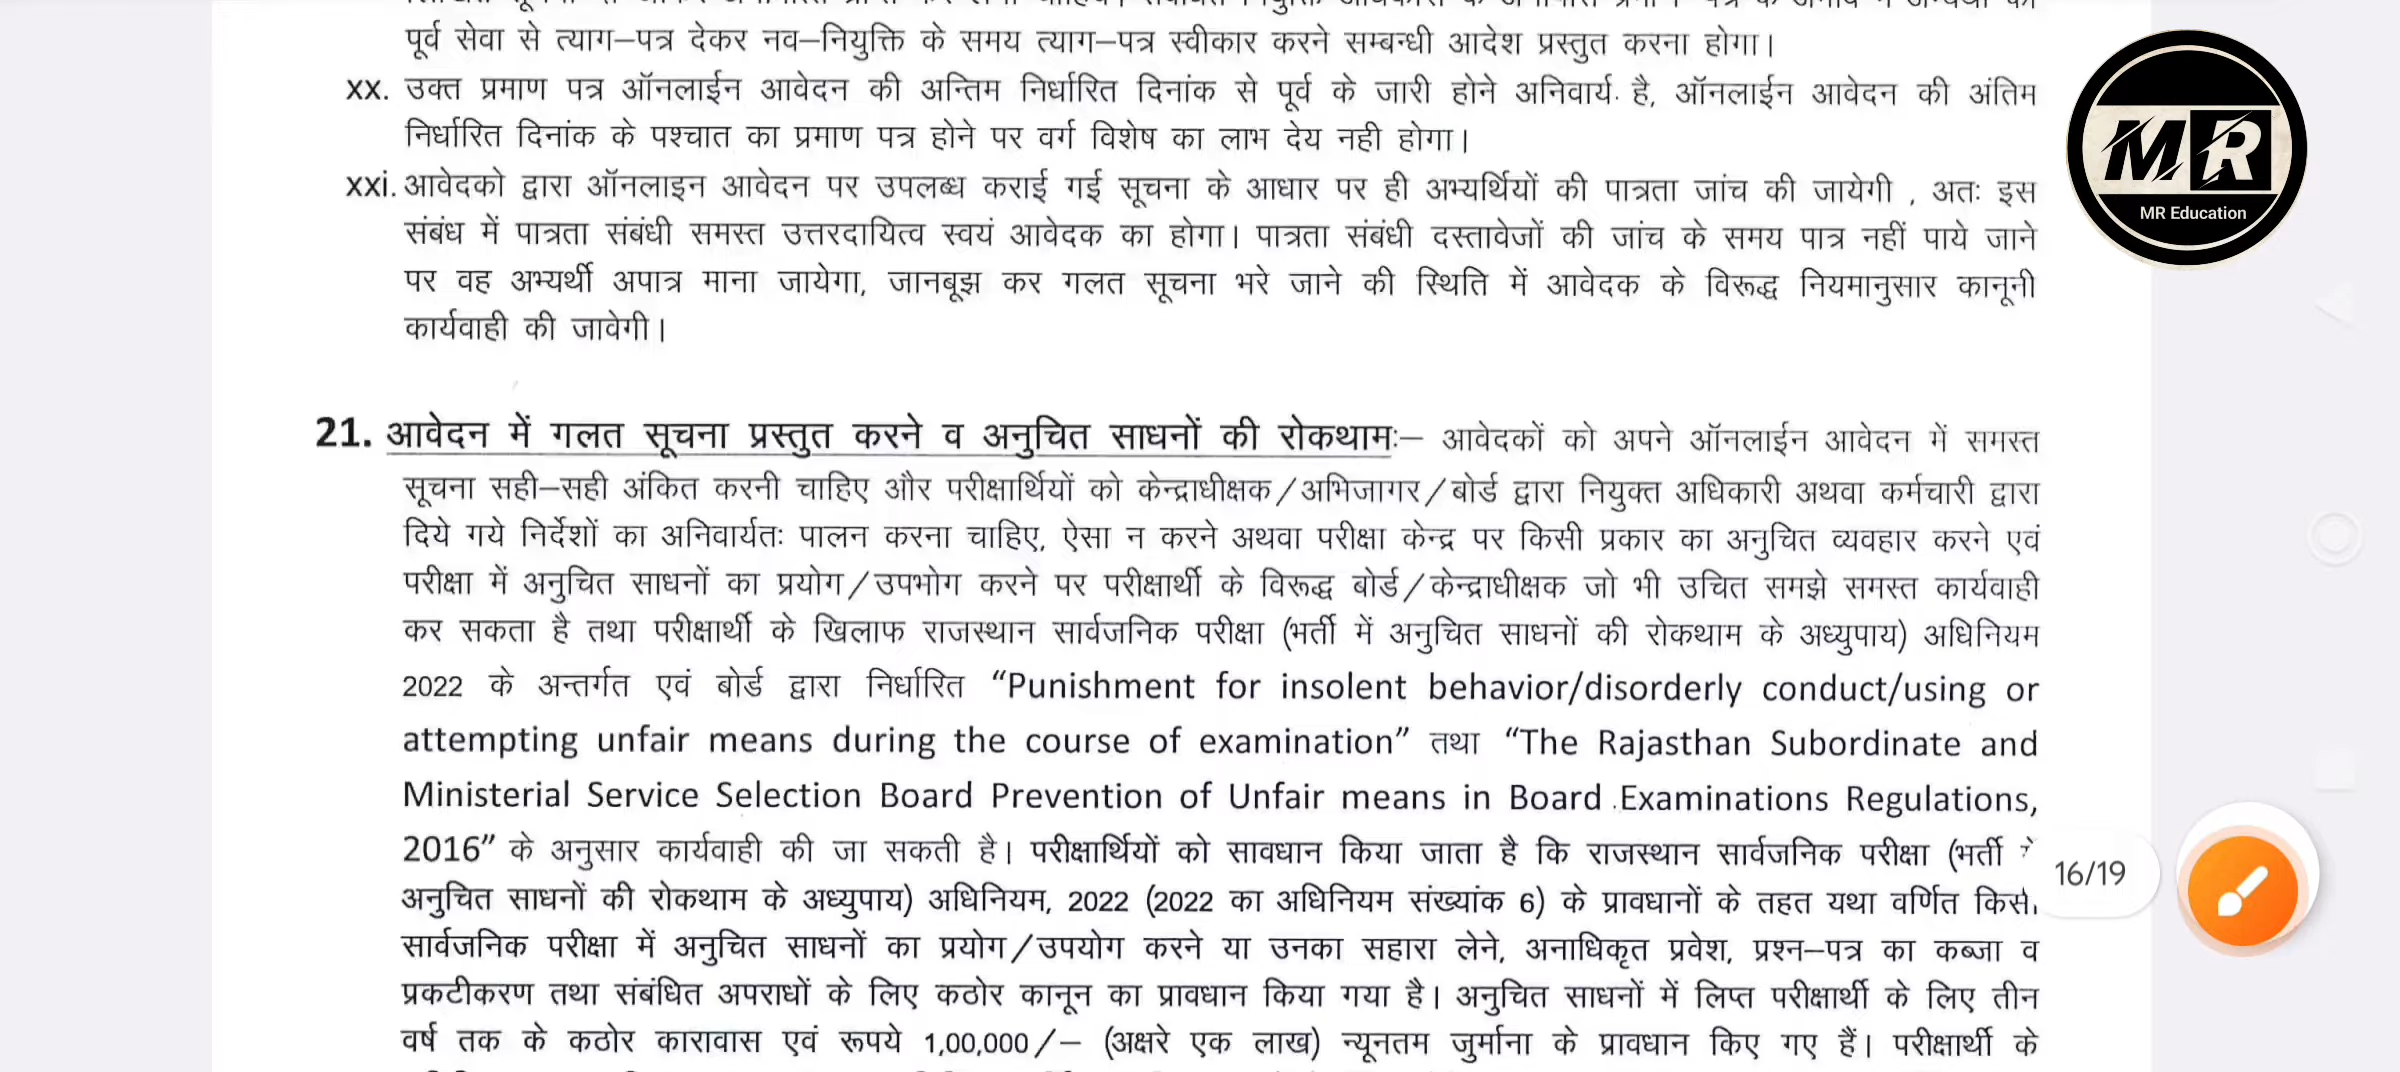 पूर्व सेवा से त्याग–पत्र देकर नव–नियुक्ति के समय त्याग–पत्र स्वीकार करने सम्बन्धी आदेश प्रस्तुत करना होगा।
xx. उक्त प्रमाण पत्र ऑनलाईन आवेदन की अन्तिम निर्धारित दिनांक से पूर्व के जारी होने अनिवार्य है, ऑनलाईन आवेदन की अंतिम
निर्धारित दिनांक के पश्चात का प्रमाण पत्र होने पर वर्ग विशेष का लाभ देय नही होगा।
xxi. आवेदको द्वारा ऑनलाइन आवेदन पर उपलब्ध कराई गई सूचना के आधार पर ही अभ्यर्थियों की पात्रता जांच की जायेगी , अतः इस
संबंध में पात्रता संबंधी समस्त उत्तरदायित्व स्वयं आवेदक का होगा। पात्रता संबंधी दस्तावेजों की जांच के समय पात्र नहीं पाये जाने
पर वह अभ्यर्थी अपात्र माना जायेगा, जानबूझ कर गलत सूचना भरे जाने की स्थिति में आवेदक के विरूद्ध नियमानुसार कानूनी
कार्यवाही की जावेगी।
MR
MR Education
21. आवेदन में गलत सूचना प्रस्तुत करने व अनुचित साधनों की रोकथामः– आवेदकों को अपने ऑनलाईन आवेदन में समस्त
सूचना सही–सही अंकित करनी चाहिए और परीक्षार्थियों को केन्द्राधीक्षक/अभिजागर/बोर्ड द्वारा नियुक्त अधिकारी अथवा कर्मचारी द्वारा
दिये गये निर्देशों का अनिवार्यतः पालन करना चाहिए, ऐसा न करने अथवा परीक्षा केन्द्र पर किसी प्रकार का अनुचित व्यवहार करने एवं
परीक्षा में अनुचित साधनों का प्रयोग/उपभोग करने पर परीक्षार्थी के विरूद्ध बोर्ड/केन्द्राधीक्षक जो भी उचित समझे समस्त कार्यवाही
कर सकता है तथा परीक्षार्थी के खिलाफ राजस्थान सार्वजनिक परीक्षा (भर्ती में अनुचित साधनों की रोकथाम के अध्युपाय) अधिनियम
2022 के अन्तर्गत एवं बोर्ड द्वारा निर्धारित “Punishment for insolent behavior/disorderly conduct/using or
attempting unfair means during the course of examination” तथा “The Rajasthan Subordinate and
Ministerial Service Selection Board Prevention of Unfair means in Board Examinations Regulations,
2016” के अनुसार कार्यवाही की जा सकती है। परीक्षार्थियों को सावधान किया जाता है कि राजस्थान सार्वजनिक परीक्षा (भर्ती
अनुचित साधनों की रोकथाम के अध्युपाय) अधिनियम, 2022 (2022 का अधिनियम संख्यांक 6) के प्रावधानों के तहत यथा वर्णित किसी
सार्वजनिक परीक्षा में अनुचित साधनों का प्रयोग/उपयोग करने या उनका सहारा लेने, अनाधिकृत प्रवेश, प्रश्न–पत्र का कब्जा व
प्रकटीकरण तथा संबंधित अपराधों के लिए कठोर कानून का प्रावधान किया गया है। अनुचित साधनों में लिप्त परीक्षार्थी के लिए तीन
वर्ष तक के कठोर कारावास एवं रूपये 1,00,000/– (अक्षरे एक लाख) न्यूनतम जुर्माना के प्रावधान किए गए हैं। परीक्षार्थी के
16/19